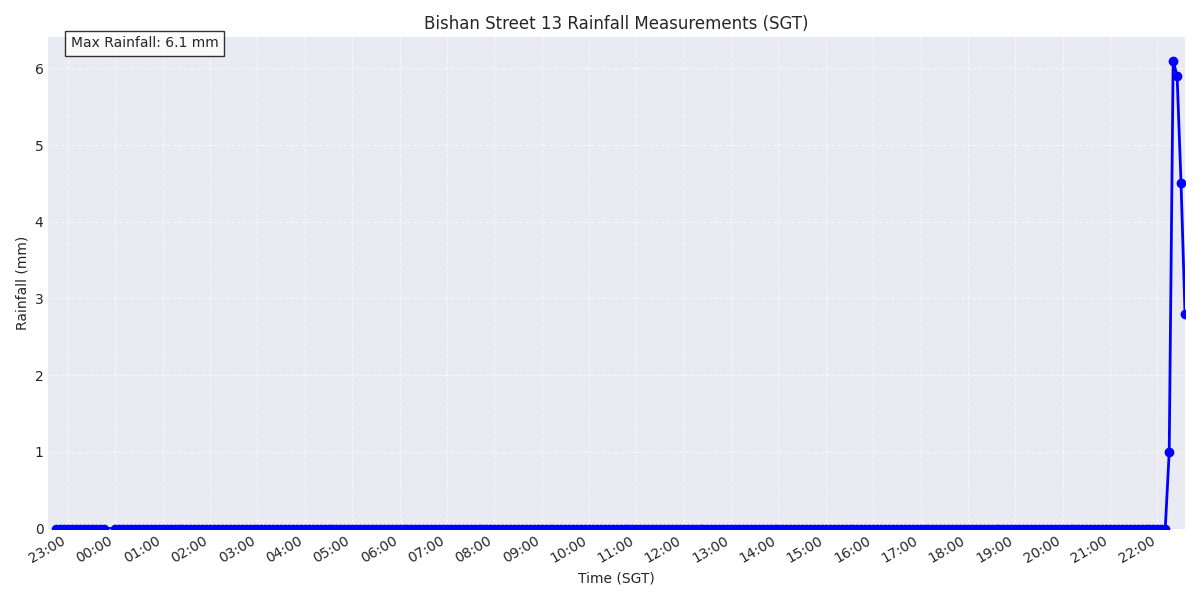 Bishan Street 13 Rainfall Measurements (SGT)
Max Rainfall: 6.1 mm
Rainfall (mm)
6
5
4
3
2
1
0
23:00 00:00 01:00 02:00 03:00 04:00 05:00 06:00 07:00 08:00 09:00 10:00 11:00 12:00 13:00 14:00 15:00 16:00 17:00 18:00 19:00 20:00 21:00 22:00
Time (SGT)